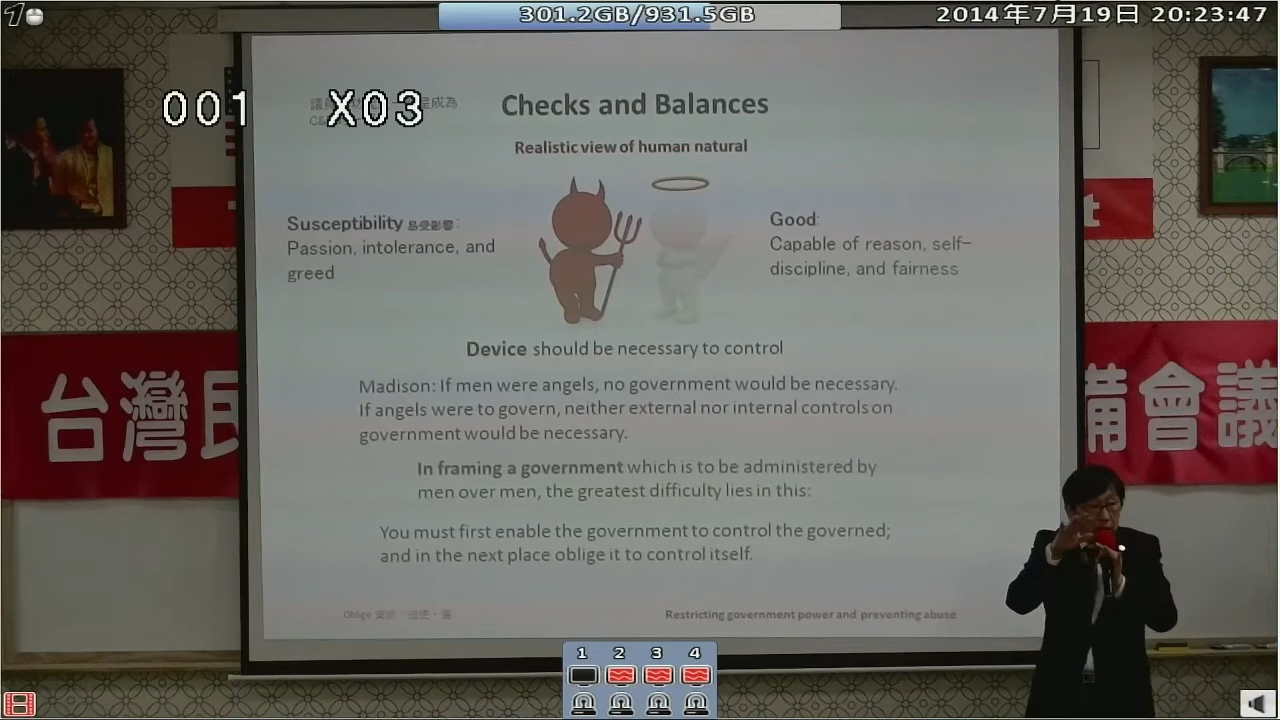 301.2GB/931.5GB
2014年7月19日 20:23:47
001 X03
成為
Checks and Balances
Realistic view of human natural
Susceptibility 易受影響:
Passion, intolerance, and
greed
Good:
Capable of reason, self-
discipline, and fairness
Device should be necessary to control
Madison: If men were angels, no government would be necessary.
If angels were to govern, neither external nor internal controls on
government would be necessary.
In framing a government which is to be administered by
men over men, the greatest difficulty lies in this:
You must first enable the government to control the governed;
and in the next place oblige it to control itself.
Oblige
Restricting government power and preventing abuse
台灣民
備會議
t
1 2 3 4